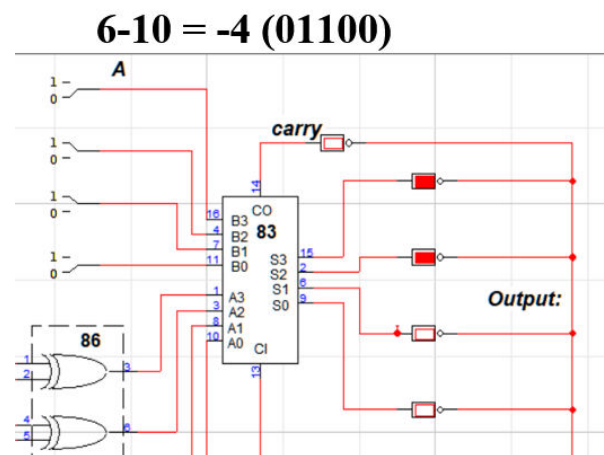 6-10 = -4 (01100)
A
1
0
1
0
1
0
1
0
carry
14
CO
83
16 B3
4 B2
7 B1
11 B0
1 A3
3 A2
8 A1
10 A0
S3 15
S2 2
S1 6
S0 9
CI
13
Output:
86
1
2
3
4
5
6